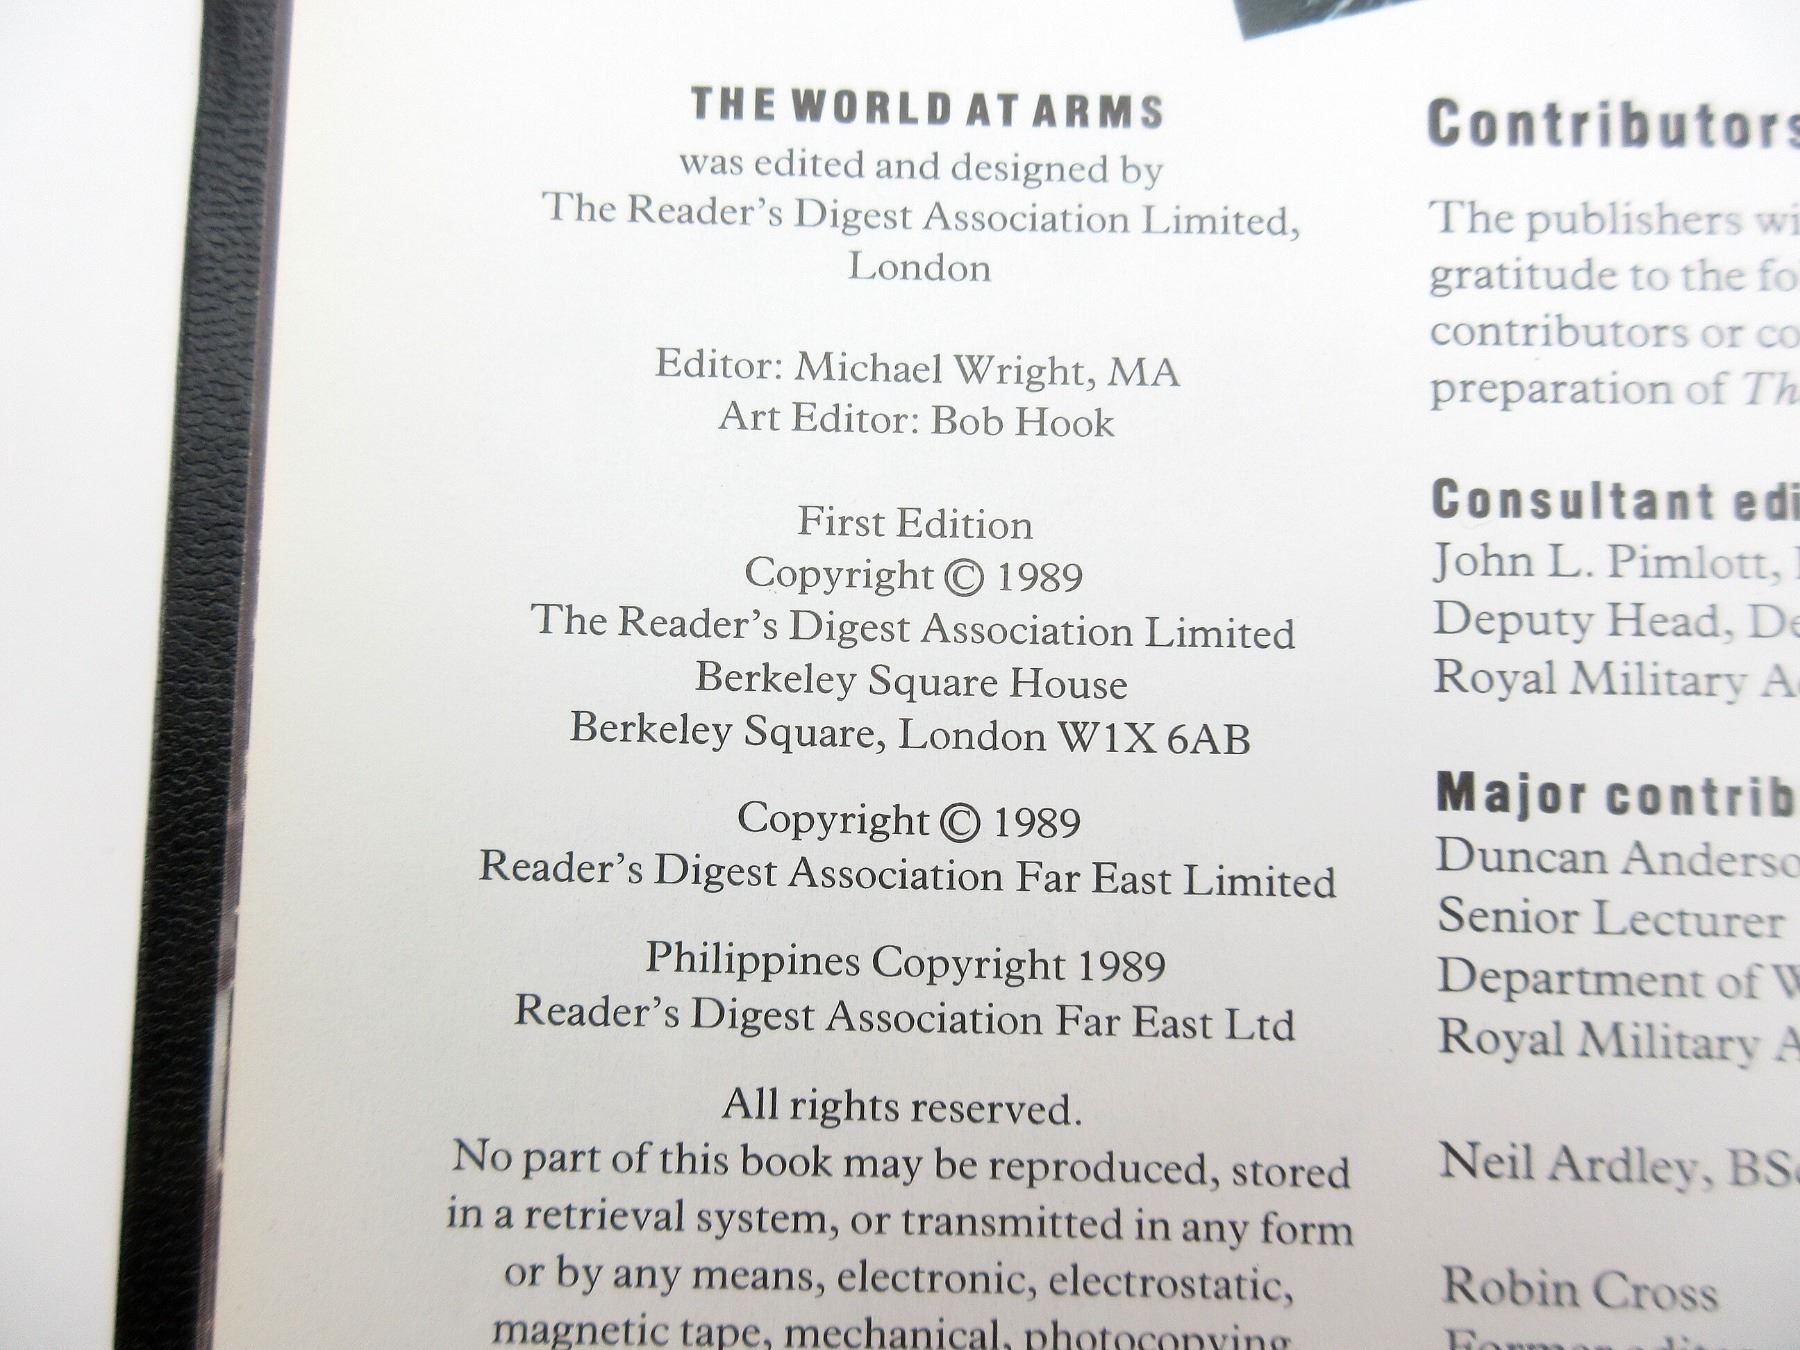 THE WORLD AT ARMS
was edited and designed by
The Reader's Digest Association Limited,
London
Editor: Michael Wright, MA
Art Editor: Bob Hook
First Edition
Copyright © 1989
The Reader's Digest Association Limited
Berkeley Square House
Berkeley Square, London W1X 6AB
Copyright © 1989
Reader's Digest Association Far East Limited
Philippines Copyright 1989
Reader's Digest Association Far East Ltd
All rights reserved.
No part of this book may be reproduced, stored
in a retrieval system, or transmitted in any form
or by any means, electronic, electrostatic,
magnetic tape, mechanical, photocopying
Contributors
The publishers
gratitude to the
contributors or
preparation of
Consultant
John L. Pimlott,
Deputy Head,
Royal Military
Major
Duncan
Senior Lecturer
Department of
Royal Military
Neil Ardley,
Robin Cross
Former